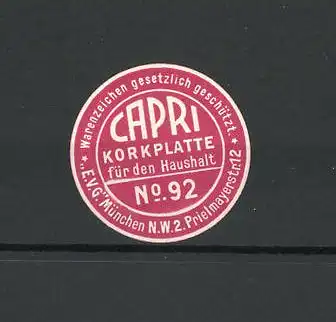 Warenzeichen gesetzlich geschützt.
CAPRI
KORKPLATTE
für den Haushalt
No. 92
* "E.V.G." München N.W.2. Prielmayerstr. 12 *